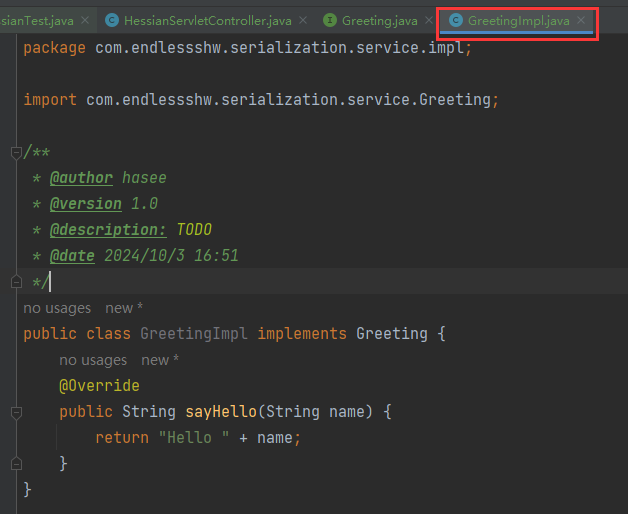 ssianTest.java HessianServletController.java Greeting.java GreetingImpl.java
package com.endlessshw.serialization.service.impl;
import com.endlessshw.serialization.service.Greeting;
/**
* @author hasee
* @version 1.0
* @description: TODO
* @date 2024/10/3 16:51
*/
no usages new *
public class GreetingImpl implements Greeting {
no usages new *
@Override
public String sayHello(String name) {
return "Hello " + name;
}
}